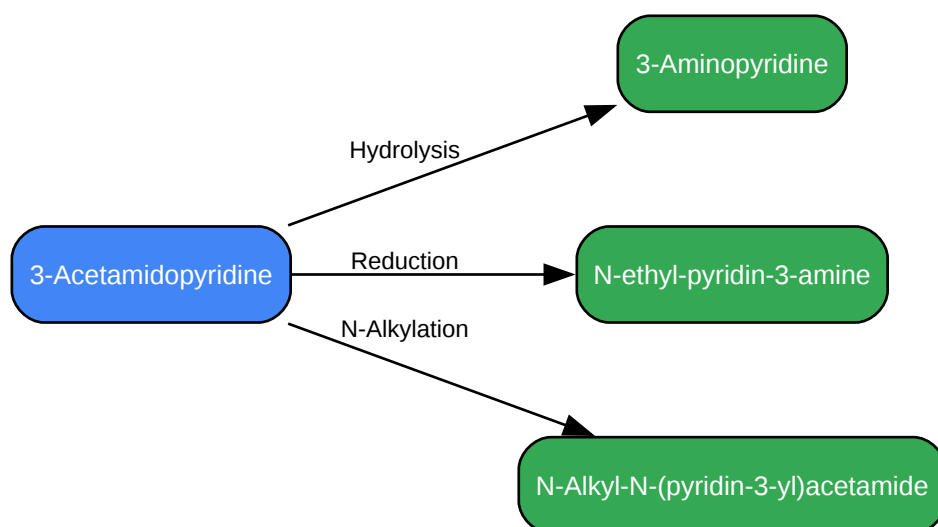 3-Aminopyridine
Hydrolysis
3-Acetamidopyridine
Reduction
N-ethyl-pyridin-3-amine
N-Alkylation
N-Alkyl-N-(pyridin-3-yl)acetamide